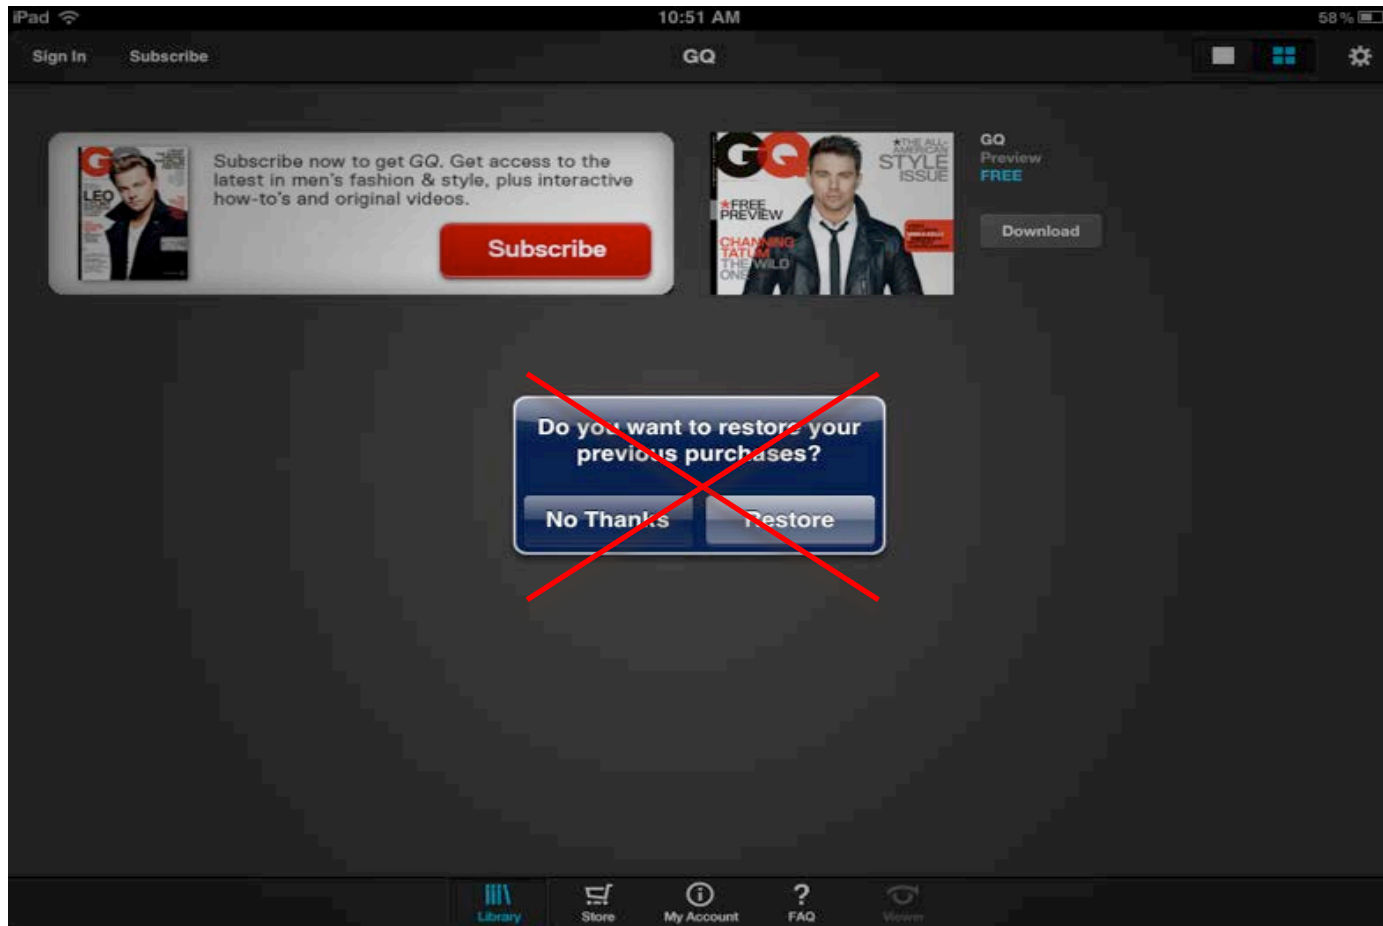 iPad
10:51 AM
58%
Sign In
Subscribe
GQ
GQ
LEO
Subscribe now to get GQ. Get access to the
latest in men's fashion & style, plus interactive
how-to's and original videos.
Subscribe
GQ
★THE ALL-
AMERICAN
STYLE
ISSUE
★FREE
PREVIEW
CHANNING
TATUM
THE WILD
ONE
GQ
Preview
FREE
Download
Do you want to restore your
previous purchases?
No Thanks
Restore
Library
Store
My Account
FAQ
Viewer